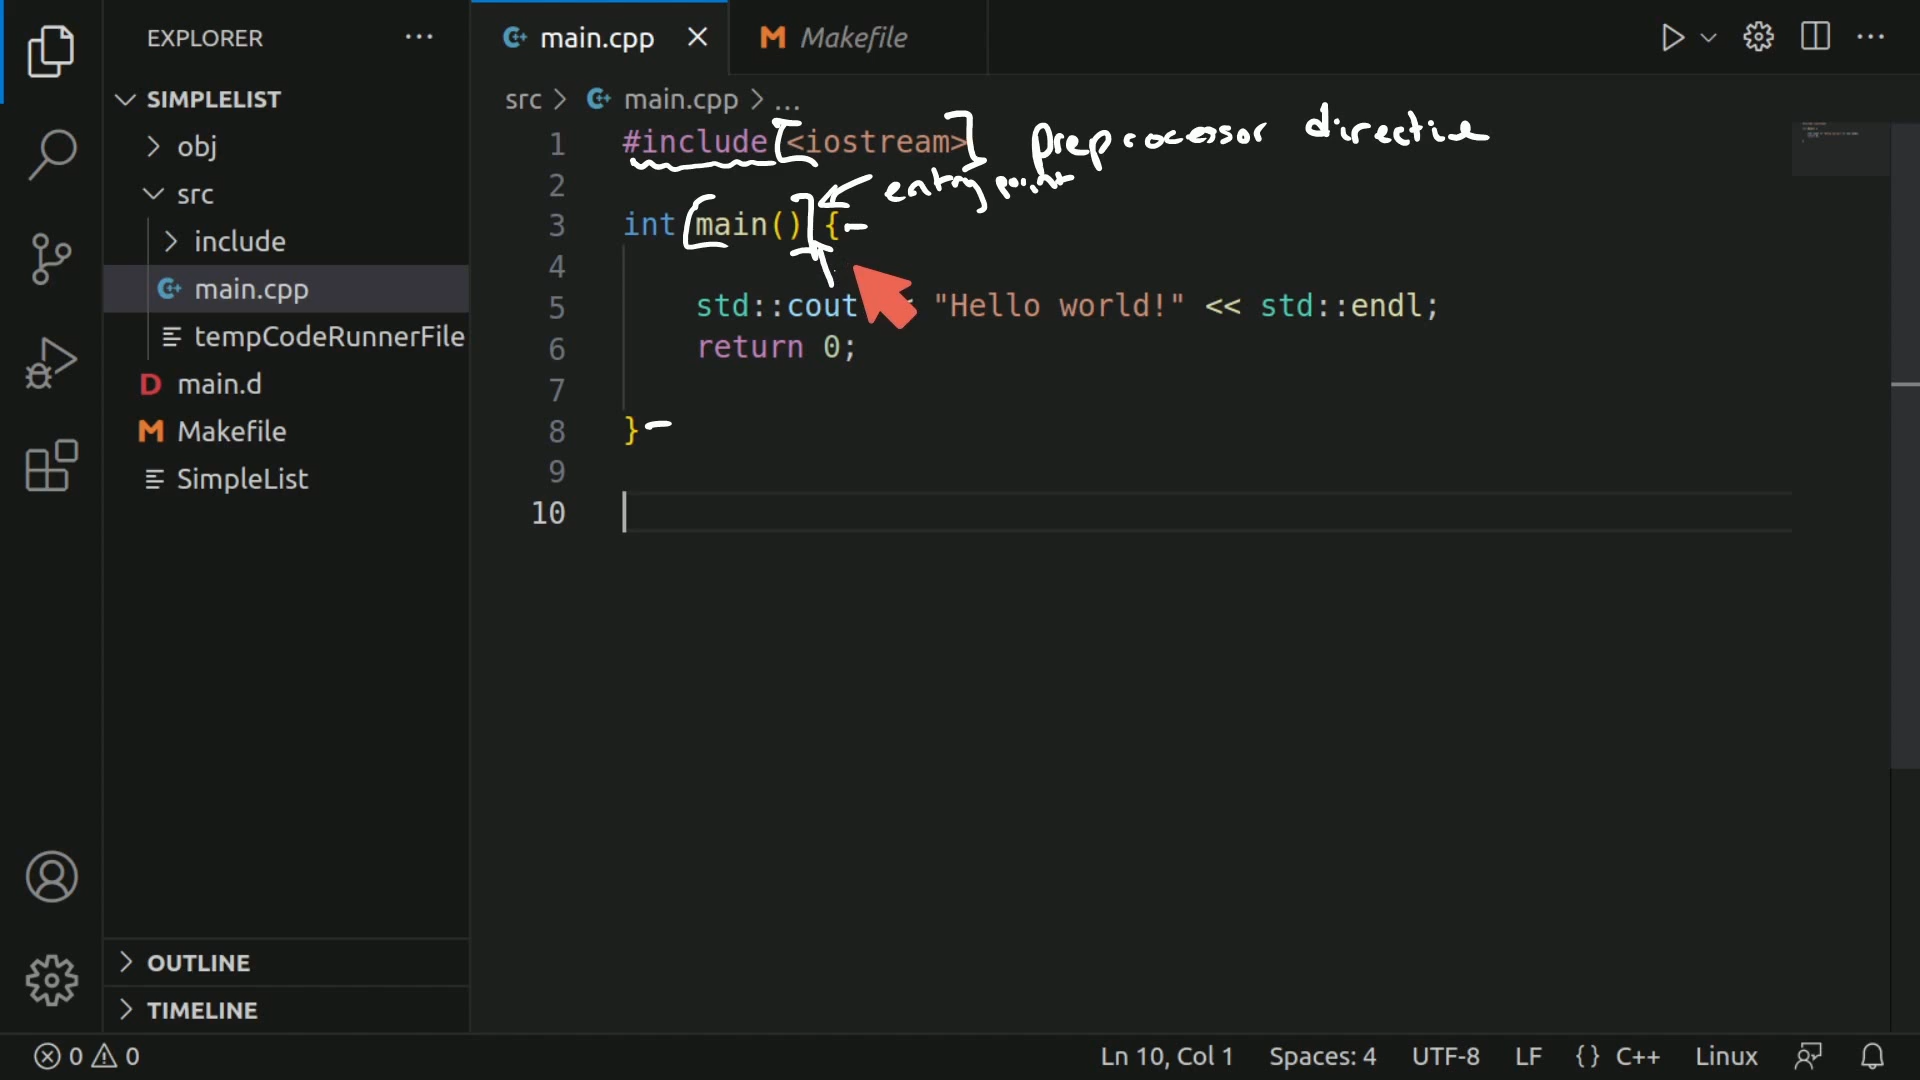 EXPLORER ...
SIMPLELIST
obj
src
include
main.cpp
tempCodeRunnerFile
main.d
Makefile
SimpleList
OUTLINE
TIMELINE
main.cpp
Makefile
src > main.cpp > ...
1 #include <iostream> preprocessor directive
2 entry point
3 int main() {
4
5 std::cout "Hello world!" << std::endl;
6 return 0;
7
8 }
9
10
0 0 Ln 10, Col 1 Spaces: 4 UTF-8 LF {} C++ Linux